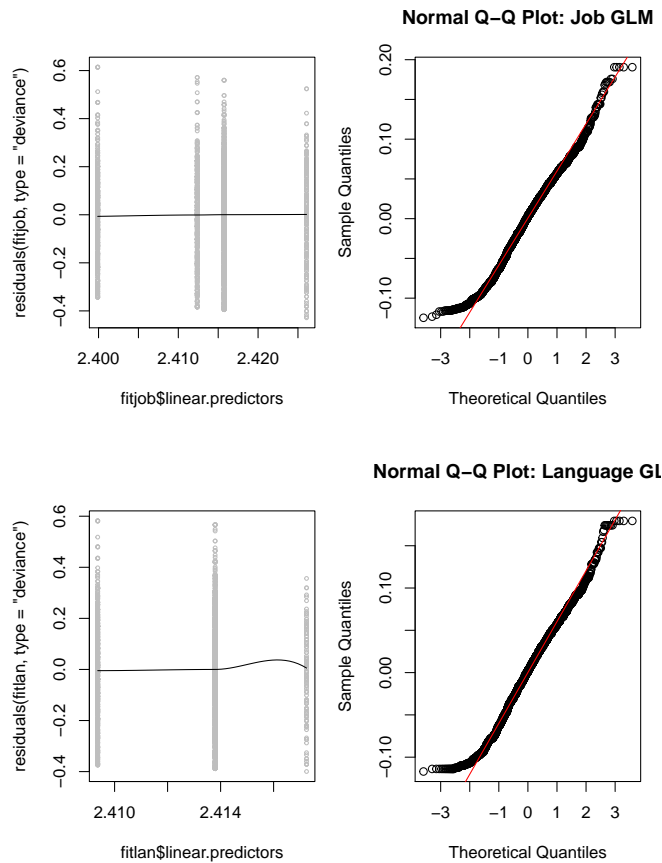 Normal Q−Q Plot: Job GLM
residuals(fitjob, type = "deviance")
0.6
0.4
0.2
0.0
−0.2
−0.4
2.400 2.410 2.420
fitjob$linear.predictors
Sample Quantiles
0.20
0.10
0.00
−0.10
−3 −2 −1 0 1 2 3
Theoretical Quantiles
Normal Q−Q Plot: Language GL
residuals(fitlan, type = "deviance")
0.6
0.4
0.2
0.0
−0.2
−0.4
2.410 2.414
fitlan$linear.predictors
Sample Quantiles
0.10
0.00
−0.10
−3 −2 −1 0 1 2 3
Theoretical Quantiles